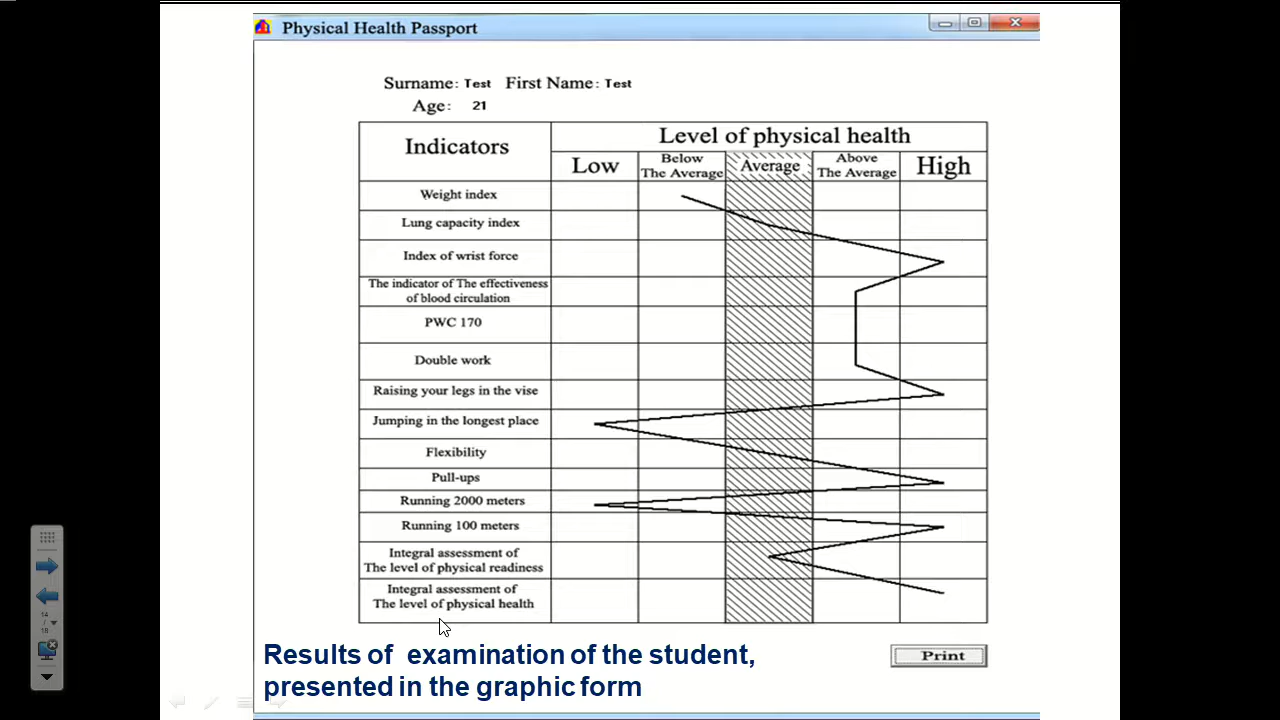 Physical Health Passport
Surname: Test First Name: Test
Age: 21
Indicators
Level of physical health
Low
Below
The Average
Average
Above
The Average
High
Weight index
Lung capacity index
Index of wrist force
The indicator of The effectiveness
of blood circulation
PWC 170
Double work
Raising your legs in the vise
Jumping in the longest place
Flexibility
Pull-ups
Running 2000 meters
Running 100 meters
Integral assessment of
The level of physical readiness
Integral assessment of
The level of physical health
Results of examination of the student,
presented in the graphic form
Print
14
/
18